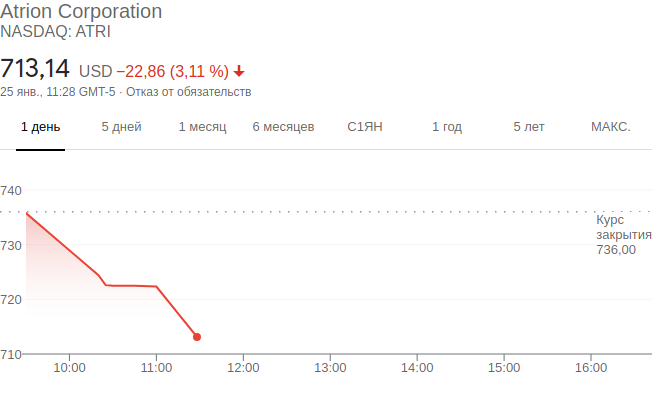 Atrion Corporation
NASDAQ: ATRI
713,14 USD −22,86 (3,11 %)
25 янв., 11:28 GMT-5 · Отказ от обязательств
1 день 5 дней 1 месяц 6 месяцев С1ЯН 1 год 5 лет МАКС.
740
Курс
закрытия
736,00
730
720
710
10:00 11:00 12:00 13:00 14:00 15:00 16:00